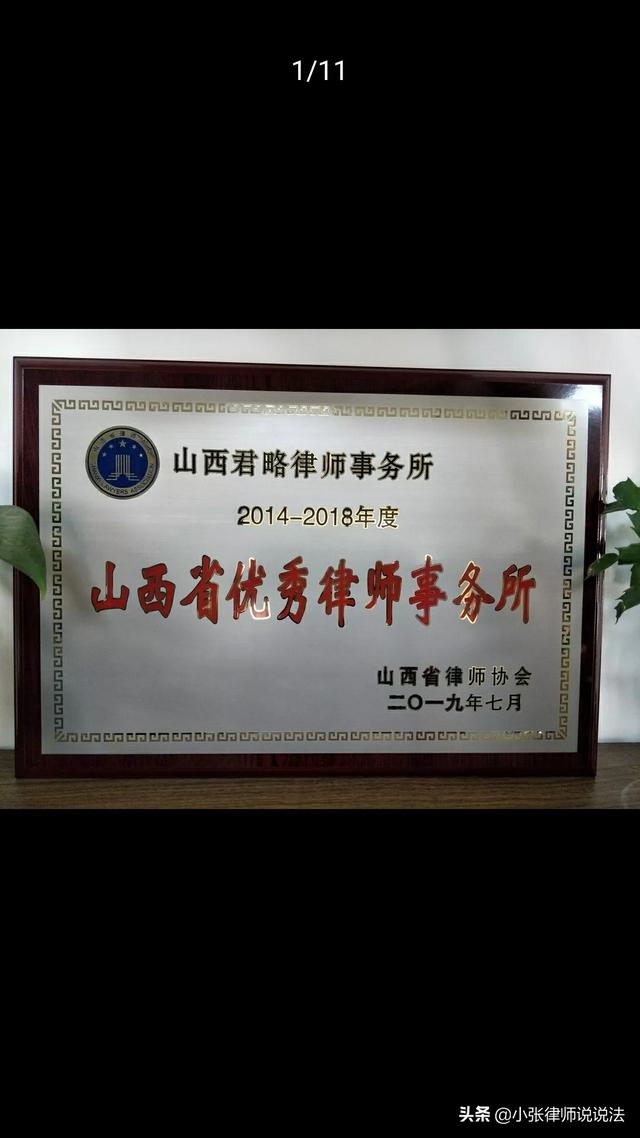 1/11
山西君略律师事务所
2014-2018年度
山西省优秀律师事务所
山西省律师协会
二〇一九年七月
头条 @小张律师说说法